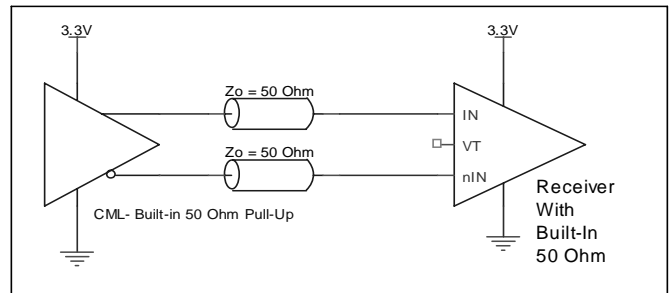 3.3V
3.3V
Zo = 50 Ohm
IN
VT
Zo = 50 Ohm
nIN
CML- Built-in 50 Ohm Pull-Up
Receiver
With
Built-In
50 Ohm